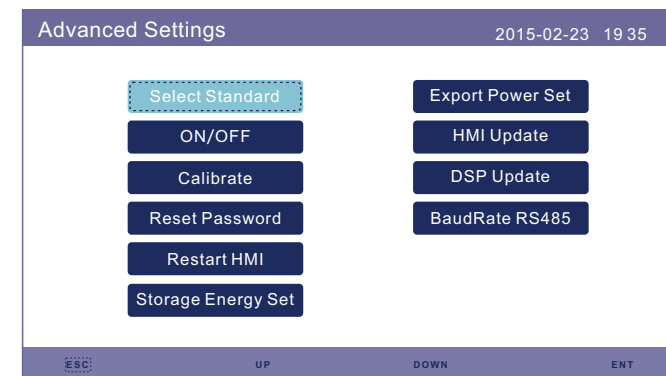 Advanced Settings 2015-02-23 19 35
Select Standard Export Power Set
ON/OFF HMI Update
Calibrate DSP Update
Reset Password BaudRate RS485
Restart HMI
Storage Energy Set
ESC UP DOWN ENT